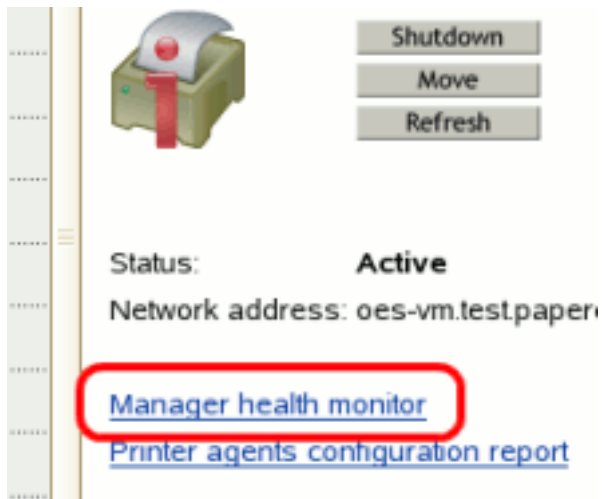 Shutdown
Move
Refresh
Status: Active
Network address: oes-vm.test.paper
Manager health monitor
Printer agents configuration report